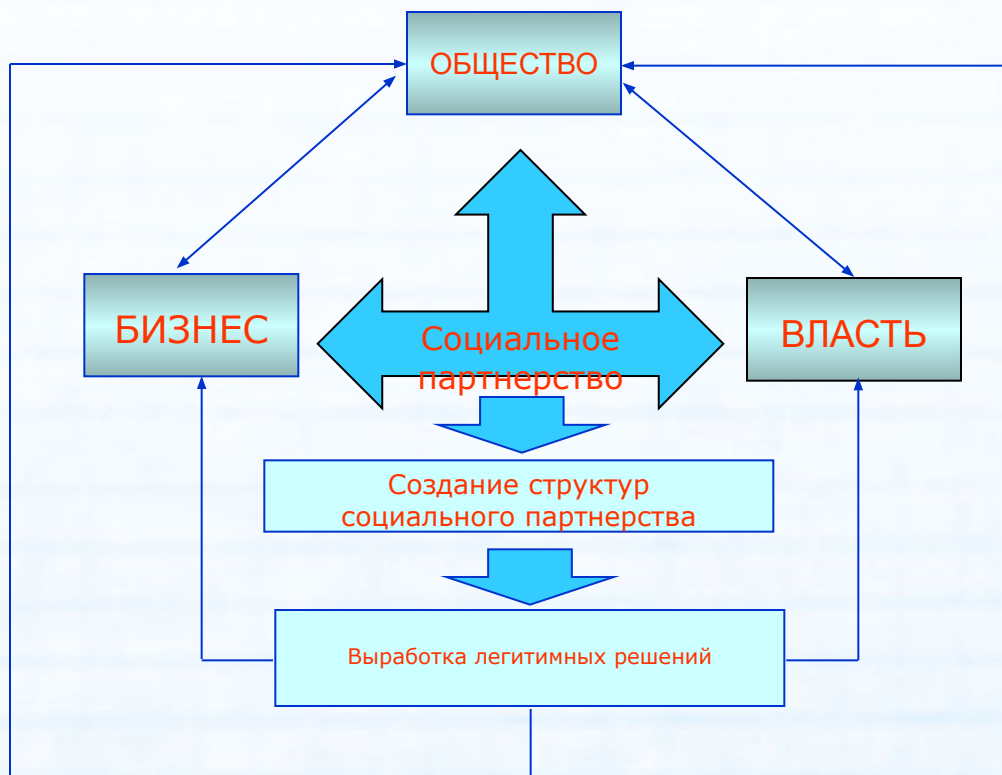 ОБЩЕСТВО
БИЗНЕС
ВЛАСТЬ
Социальное
партнерство
Создание структур
социального партнерства
Выработка легитимных решений